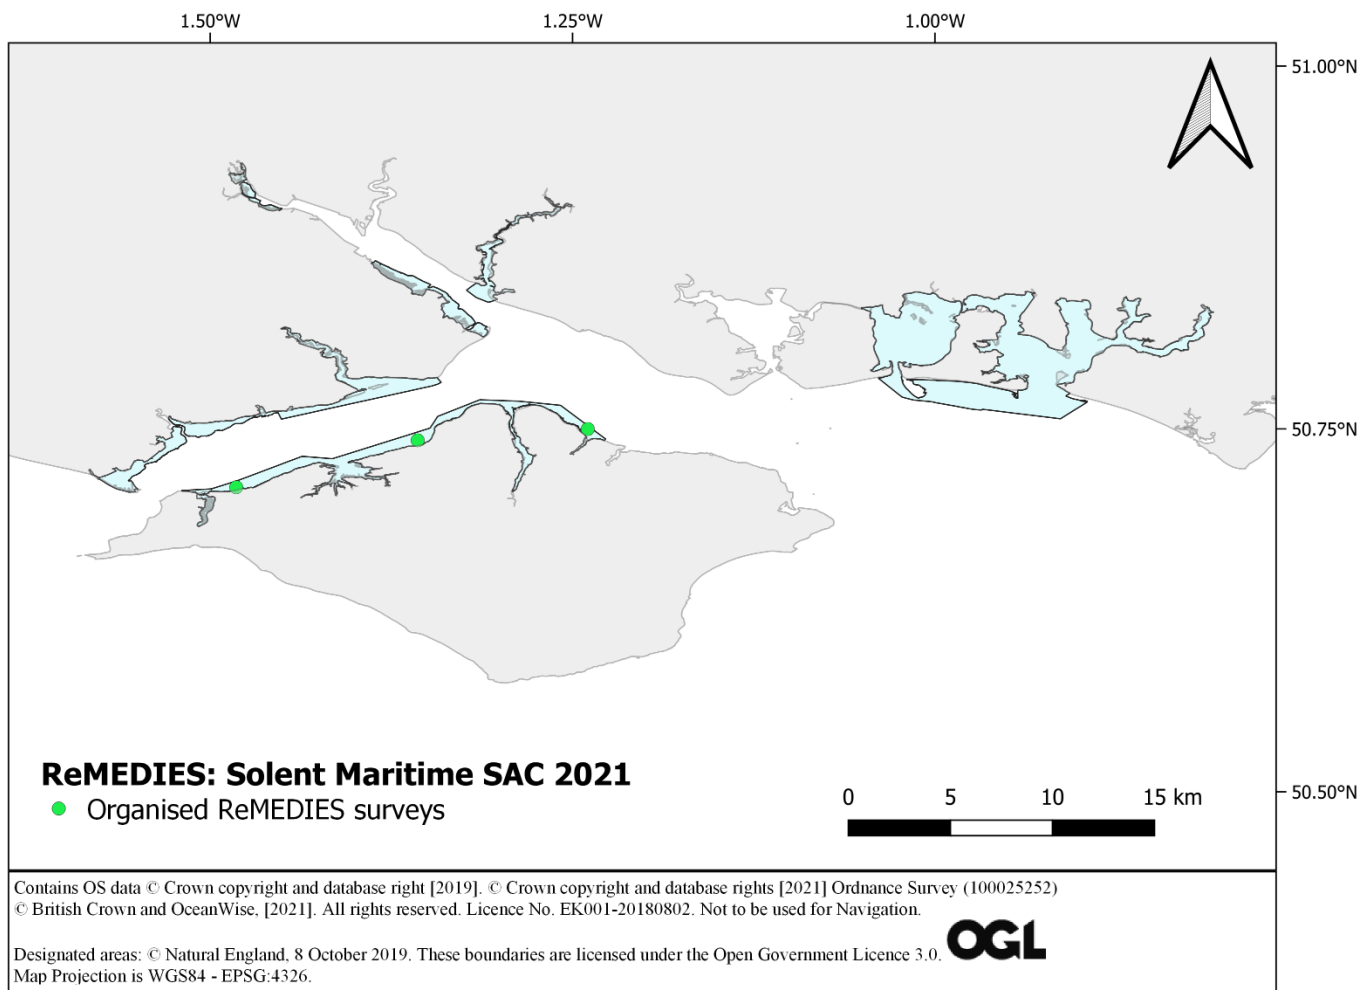 1.50°W 1.25°W 1.00°W
51.00°N
50.75°N
50.50°N
ReMEDIES: Solent Maritime SAC 2021
Organised ReMEDIES surveys
0 5 10 15 km
Contains OS data © Crown copyright and database right [2019]. © Crown copyright and database rights [2021] Ordnance Survey (100025252)
© British Crown and OceanWise, [2021]. All rights reserved. Licence No. EK001-20180802. Not to be used for Navigation.
Designated areas: © Natural England, 8 October 2019. These boundaries are licensed under the Open Government Licence 3.0.
OGL
Map Projection is WGS84 - EPSG:4326.